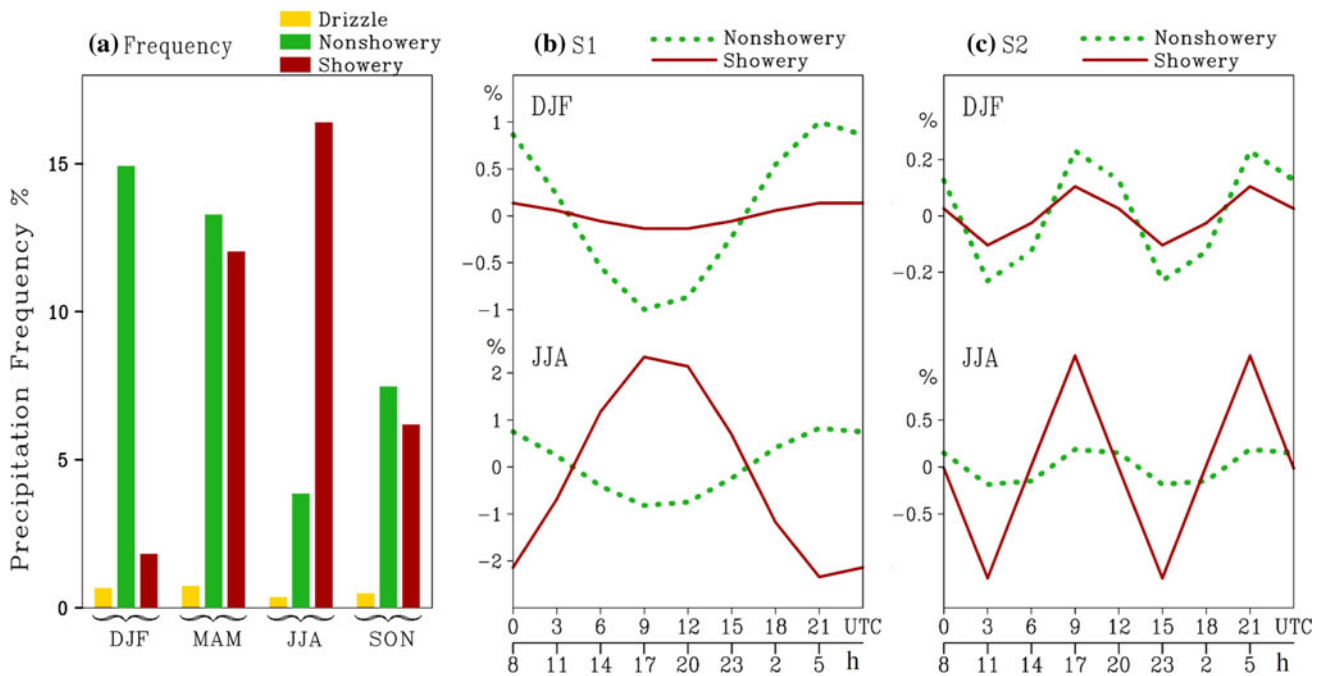 (a) Frequency
Drizzle
Nonshowery
Showery
Precipitation Frequency %
15
10
5
0
DJF MAM JJA SON
(b) S1
Nonshowery
Showery
%
DJF
1
0.5
0
−0.5
−1
%
JJA
2
1
0
−1
−2
0 3 6 9 12 15 18 21 UTC
8 11 14 17 20 23 2 5 h
(c) S2
Nonshowery
Showery
DJF
%
0.2
0
−0.2
JJA
%
0.5
0
−0.5
0 3 6 9 12 15 18 21 UTC
8 11 14 17 20 23 2 5 h